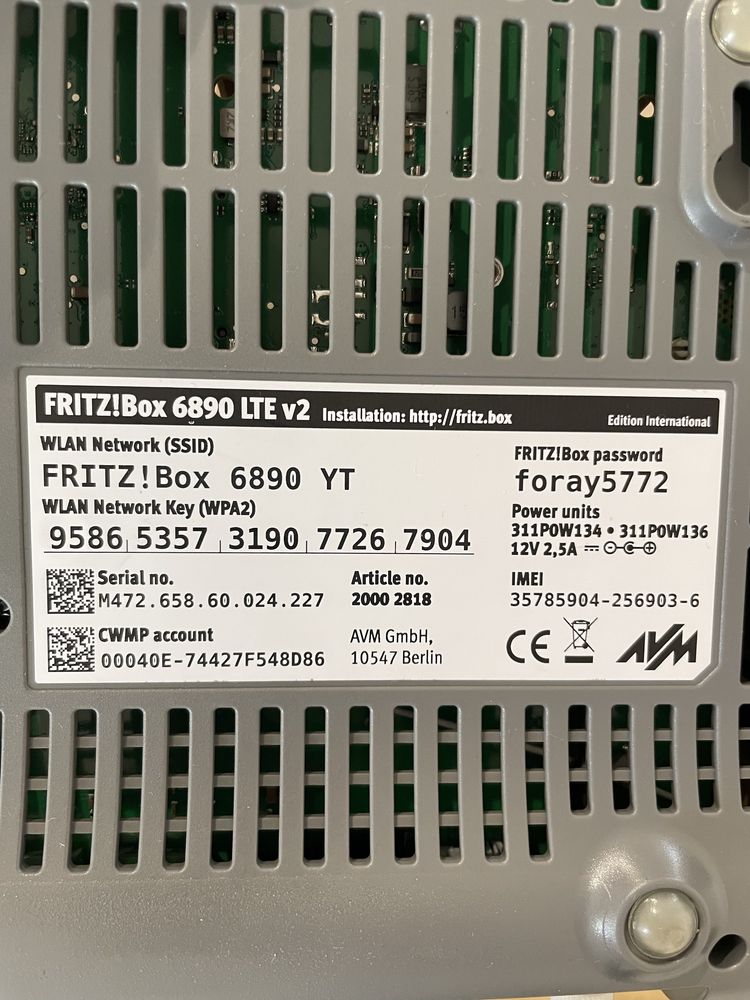 FRITZ!Box 6890 LTE v2 Installation: http://fritz.box Edition International
WLAN Network (SSID)
FRITZ!Box 6890 YT
WLAN Network Key (WPA2)
9586 5357 3190 7726 7904
FRITZ!Box password
foray5772
Power units
311POW134 • 311POW136
12V 2,5A
Serial no.
M472.658.60.024.227
Article no.
2000 2818
IMEI
35785904-256903-6
CWMP account
00040E-74427F548D86
AVM GmbH,
10547 Berlin
CE
AVM